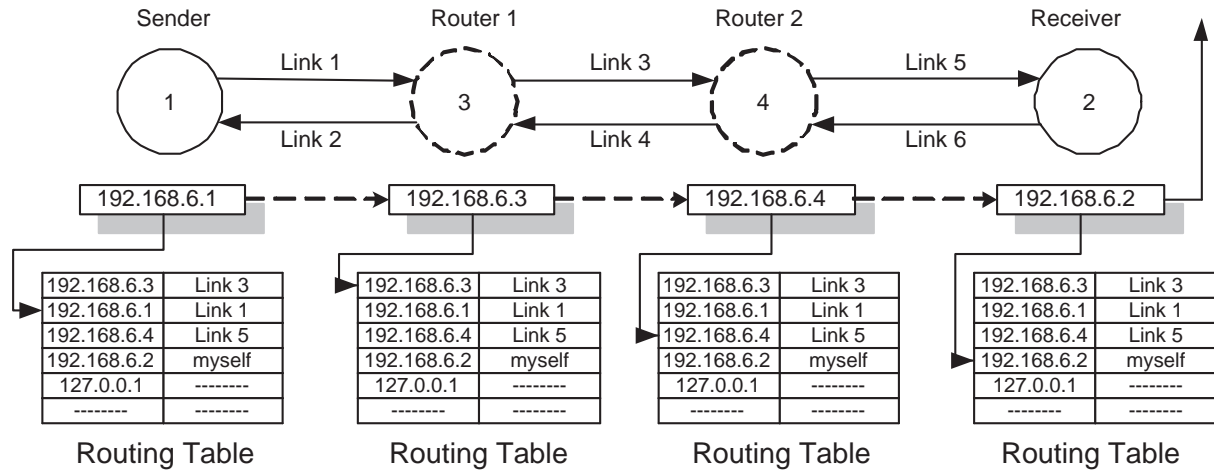 Sender Router 1 Router 2 Receiver
Link 1 Link 3 Link 5
1 3 4 2
Link 2 Link 4 Link 6
192.168.6.1 192.168.6.3 192.168.6.4 192.168.6.2
192.168.6.3 Link 3 192.168.6.3 Link 3 192.168.6.3 Link 3 192.168.6.3 Link 3
192.168.6.1 Link 1 192.168.6.1 Link 1 192.168.6.1 Link 1 192.168.6.1 Link 1
192.168.6.4 Link 5 192.168.6.4 Link 5 192.168.6.4 Link 5 192.168.6.4 Link 5
192.168.6.2 myself 192.168.6.2 myself 192.168.6.2 myself 192.168.6.2 myself
127.0.0.1 -------- 127.0.0.1 -------- 127.0.0.1 -------- 127.0.0.1 --------
-------- -------- -------- -------- -------- -------- -------- --------
Routing Table Routing Table Routing Table Routing Table